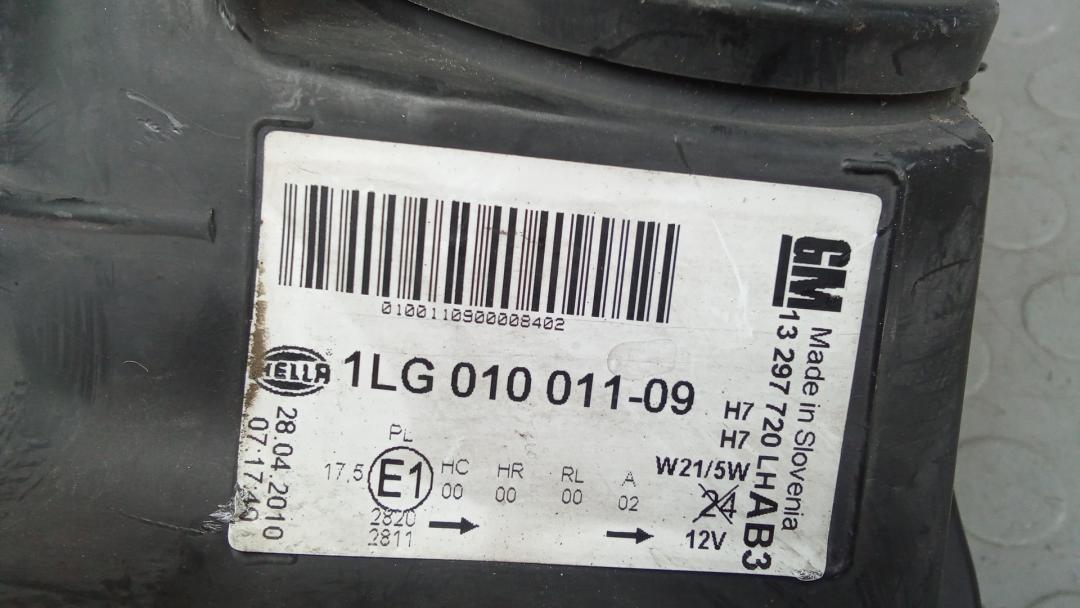 0100110900008402
HELLA 1LG 010 011-09
GM
13 297 720 LH AB3
Made in Slovenia
28.04.2010
07:17:49
H7
H7
W21/5W
24
12V
PL
17,5 E1 HC HR RL A
00 00 00 02
2820
2811